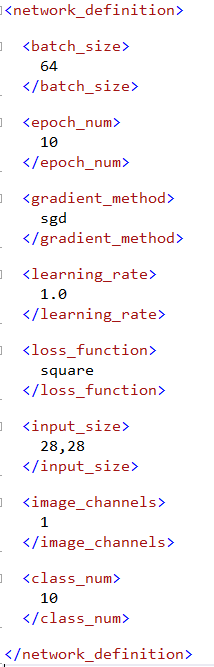 <network_definition>
<batch_size>
64
</batch_size>
<epoch_num>
10
</epoch_num>
<gradient_method>
sgd
</gradient_method>
<learning_rate>
1.0
</learning_rate>
<loss_function>
square
</loss_function>
<input_size>
28,28
</input_size>
<image_channels>
1
</image_channels>
<class_num>
10
</class_num>
</network_definition>